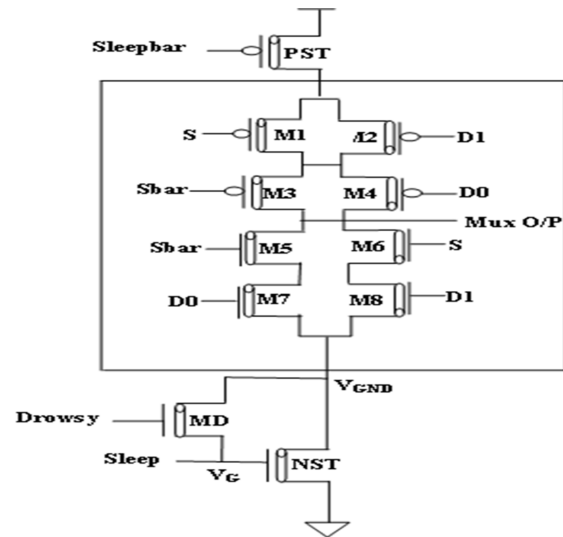 Sleepbar
PST
S
M1
/I2
D1
Sbar
M3
M4
D0
Mux O/P
Sbar
M5
M6
S
D0
M7
M8
D1
VGND
Drowsy
MD
Sleep
VG
NST